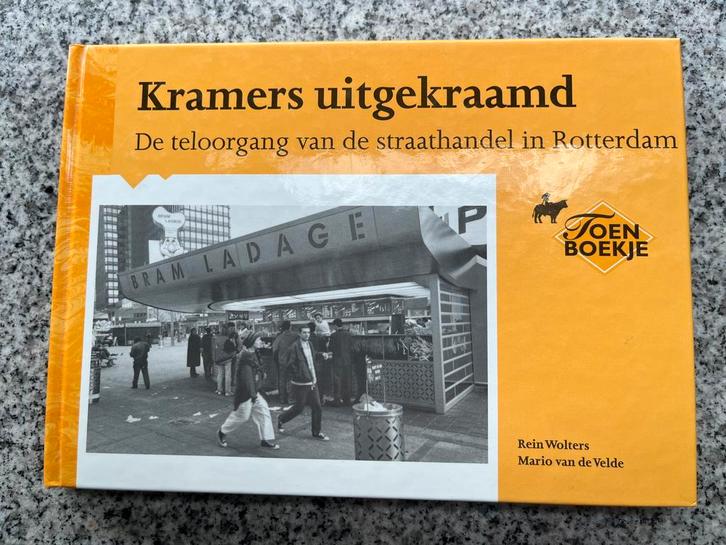 Kramers uitgekraamd
De teloorgang van de straathandel in Rotterdam
BRAM LADAGE
P
TOEN
BOEKJE
Rein Wolters
Mario van de Velde